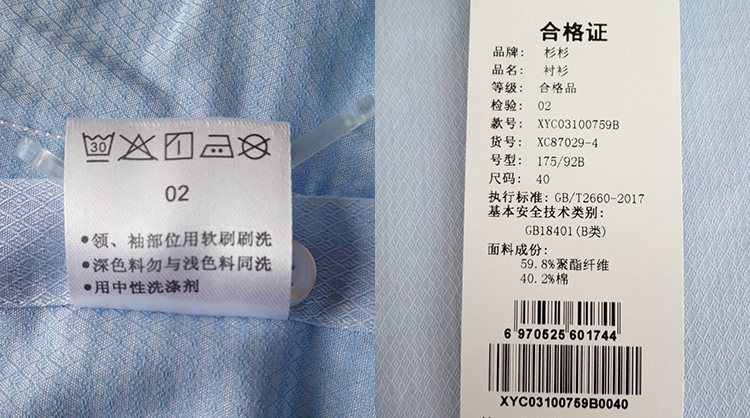 30
02
●领、袖部位用软刷刷洗
●深色料勿与浅色料同洗
●用中性洗涤剂
合格证
品牌: 杉杉
品名: 衬衫
等级: 合格品
检验: 02
款号: XYC03100759B
货号: XC87029-4
号型: 175/92B
尺码: 40
执行标准: GB/T2660-2017
基本安全技术类别:
GB18401(B类)
面料成份:
59.8%聚酯纤维
40.2%棉
6 970525 601744
XYC03100759B0040